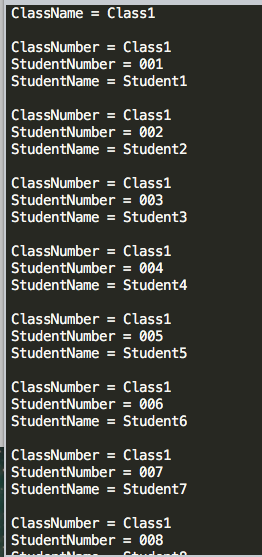 ClassName = Class1
ClassNumber = Class1
StudentNumber = 001
StudentName = Student1
ClassNumber = Class1
StudentNumber = 002
StudentName = Student2
ClassNumber = Class1
StudentNumber = 003
StudentName = Student3
ClassNumber = Class1
StudentNumber = 004
StudentName = Student4
ClassNumber = Class1
StudentNumber = 005
StudentName = Student5
ClassNumber = Class1
StudentNumber = 006
StudentName = Student6
ClassNumber = Class1
StudentNumber = 007
StudentName = Student7
ClassNumber = Class1
StudentNumber = 008